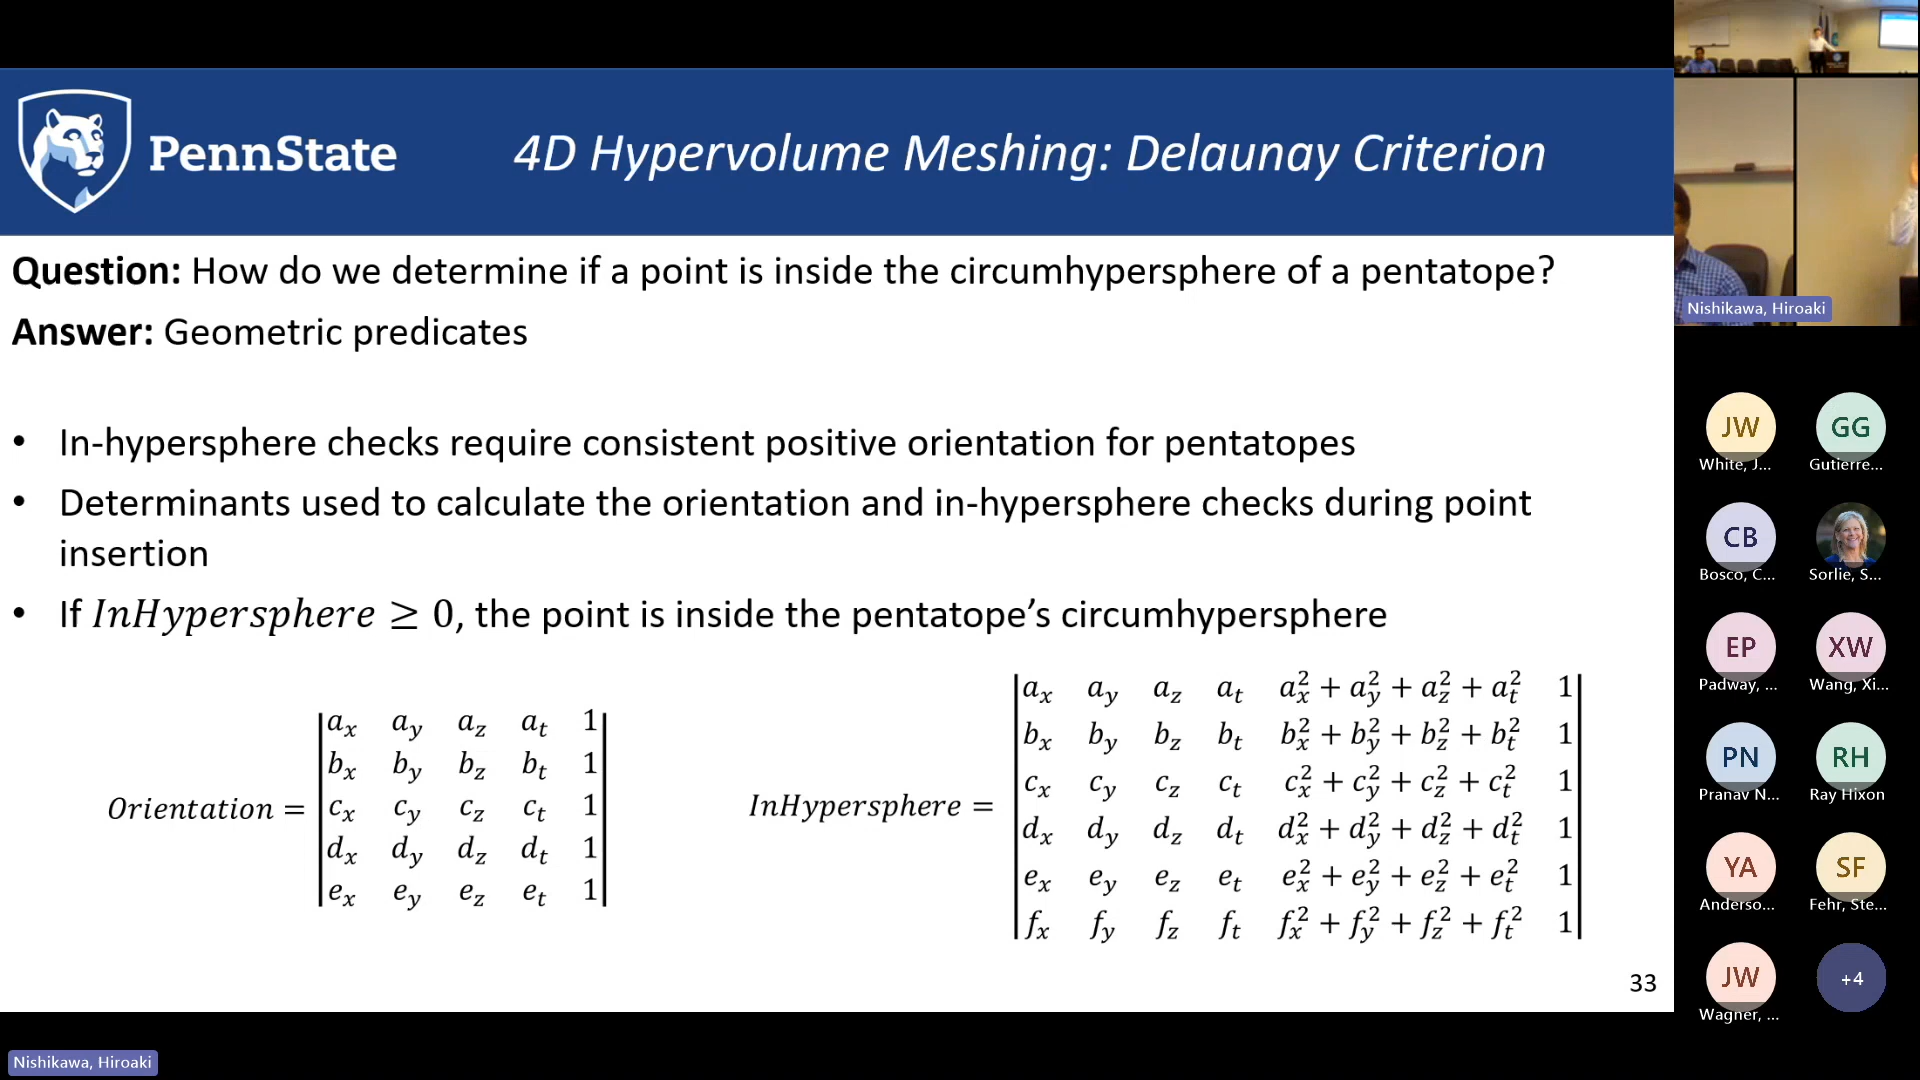 PennState
4D Hypervolume Meshing: Delaunay Criterion
Question: How do we determine if a point is inside the circumhypersphere of a pentatope?
Answer: Geometric predicates
• In-hypersphere checks require consistent positive orientation for pentatopes
• Determinants used to calculate the orientation and in-hypersphere checks during point
insertion
• If InHypersphere ≥ 0, the point is inside the pentatope’s circumhypersphere
Orientation =
a_x a_y a_z a_t 1
b_x b_y b_z b_t 1
c_x c_y c_z c_t 1
d_x d_y d_z d_t 1
e_x e_y e_z e_t 1
InHypersphere =
a_x a_y a_z a_t a_x^2 + a_y^2 + a_z^2 + a_t^2 1
b_x b_y b_z b_t b_x^2 + b_y^2 + b_z^2 + b_t^2 1
c_x c_y c_z c_t c_x^2 + c_y^2 + c_z^2 + c_t^2 1
d_x d_y d_z d_t d_x^2 + d_y^2 + d_z^2 + d_t^2 1
e_x e_y e_z e_t e_x^2 + e_y^2 + e_z^2 + e_t^2 1
f_x f_y f_z f_t f_x^2 + f_y^2 + f_z^2 + f_t^2 1
33
Nishikawa, Hiroaki
JW GG
White, J... Gutierre...
CB
Bosco, C... Sorlie, S...
EP XW
Padway, ... Wang, Xi...
PN RH
Pranav N... Ray Hixon
YA SF
Anderso... Fehr, Ste...
JW +4
Wagner, ...
Nishikawa, Hiroaki